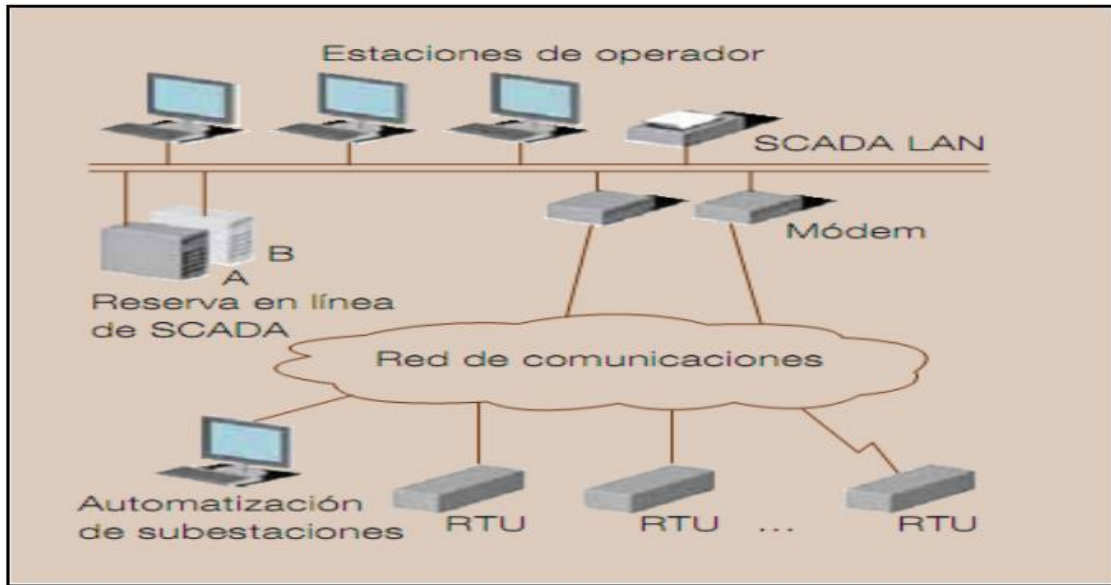 Estaciones de operador
SCADA LAN
Módem
B
A
Reserva en línea
de SCADA
Red de comunicaciones
Automatización
de subestaciones
RTU
RTU
...
RTU